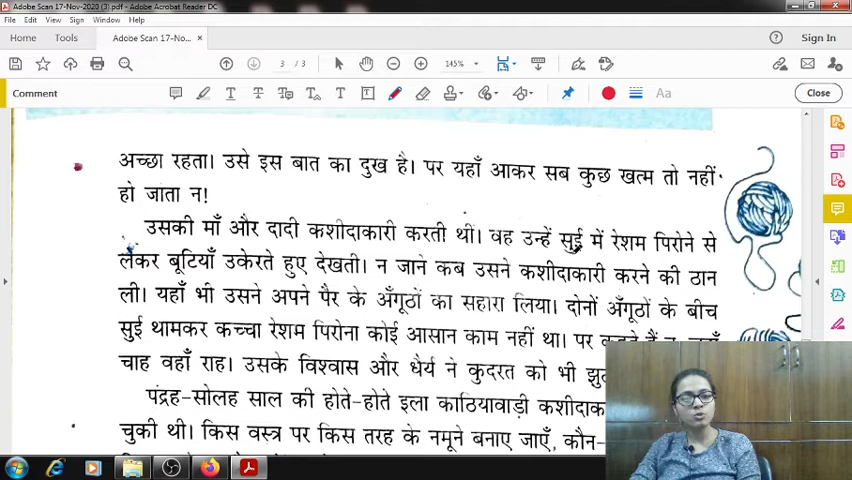 Adobe Scan 17-Nov-2020 (3).pdf - Adobe Acrobat Reader DC
File Edit View Sign Window Help
Home Tools Adobe Scan 17-No... × Sign In
3 / 3 145%
Comment Aa Close
अच्छा रहता। उसे इस बात का दुख है। पर यहाँ आकर सब कुछ खत्म तो नहीं
हो जाता न!
उसकी माँ और दादी कशीदाकारी करती थीं। वह उन्हें सुई में रेशम पिरोने से
लेकर बूटियाँ उकेरते हुए देखती। न जाने कब उसने कशीदाकारी करने की ठान
ली। यहाँ भी उसने अपने पैर के अँगूठों का सहारा लिया। दोनों अँगूठों के बीच
सुई थामकर कच्चा रेशम पिरोना कोई आसान काम नहीं था। पर
चाह वहाँ राह। उसके विश्वास और धैर्य ने कुदरत को भी
पंद्रह-सोलह साल की होते-होते इला काठियावाड़ी
चुकी थी। किस वस्त्र पर किस तरह के नमूने बनाए जाएँ, कौन-